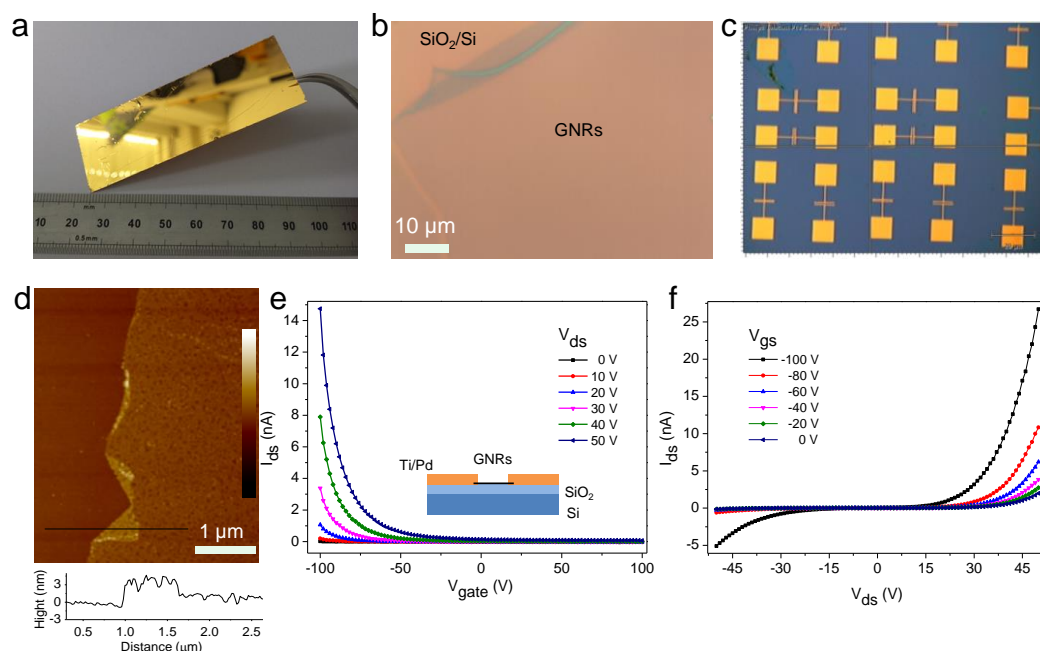 a
b
c
SiO2/Si
GNRs
10 μm
mm
10 20 30 40 50 60 70 80 90 100 110
0.5mm
d
1 μm
Hight (nm)
3
0
-3
0.5 1.0 1.5 2.0 2.5
Distance (μm)
e
14
12
10
8
6
4
2
0
Ids (nA)
Vds
0 V
10 V
20 V
30 V
40 V
50 V
Ti/Pd
GNRs
SiO2
Si
-100 -50 0 50 100
Vgate (V)
f
25
20
15
10
5
0
-5
Ids (nA)
Vgs
-100 V
-80 V
-60 V
-40 V
-20 V
0 V
-45 -30 -15 0 15 30 45
Vds (V)